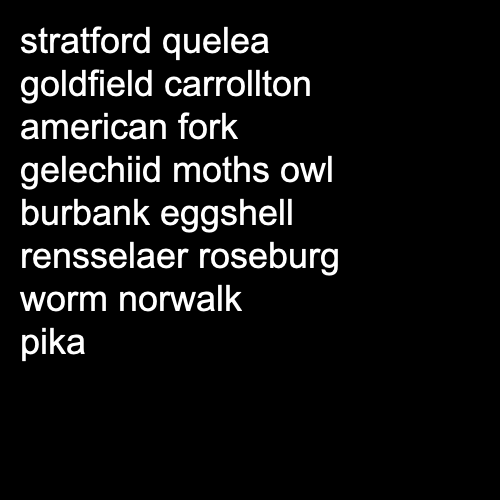 stratford quelea
goldfield carrollton
american fork
gelechiid moths owl
burbank eggshell
rensselaer roseburg
worm norwalk
pika